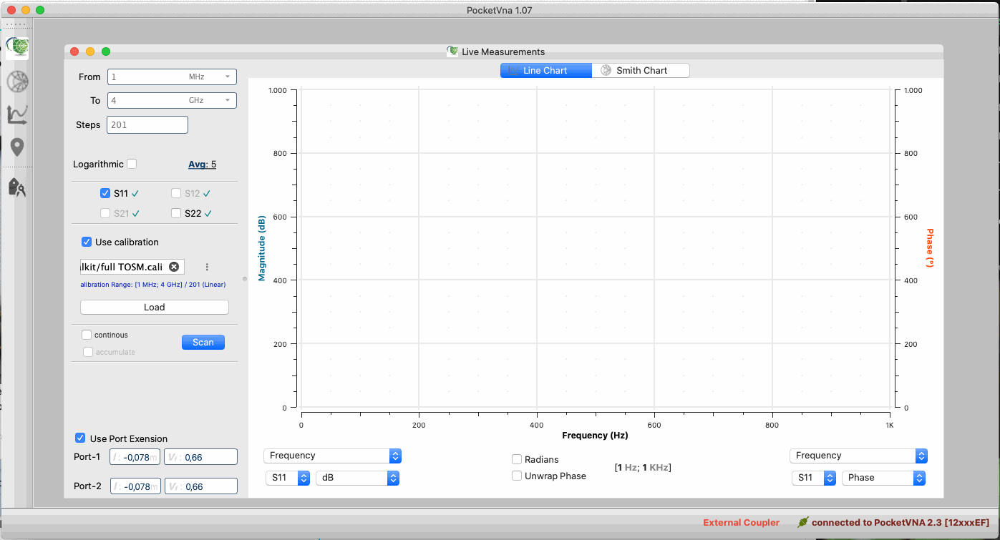 PocketVna 1.07
Live Measurements
From 1 MHz
To 4 GHz
Steps 201
Logarithmic Avg: 5
S11 ✓ S12 ✓
S21 ✓ S22 ✓
Use calibration
lkit/full TOSM.cali
alibration Range: [1 MHz; 4 GHz] / 201 (Linear)
Load
continous
accumulate
Scan
Use Port Exension
Port-1 l : -0,078m Vf : 0,66
Port-2 l : -0,078m Vf : 0,66
Line Chart Smith Chart
Magnitude (dB)
1.000
800
600
400
200
0
0 200 400 600 800 1K
Frequency (Hz)
1.000
800
600
400
200
0
Phase (°)
Frequency
S11 dB
Radians
Unwrap Phase
[1 Hz; 1 KHz]
Frequency
S11 Phase
External Coupler connected to PocketVNA 2.3 [12xxxEF]